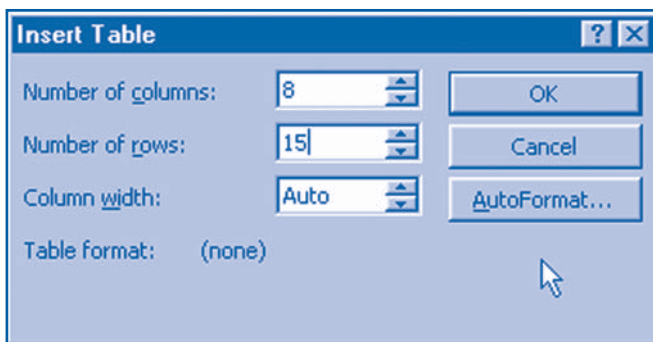 Insert Table
Number of columns: 8 OK
Number of rows: 15 Cancel
Column width: Auto AutoFormat...
Table format: (none)